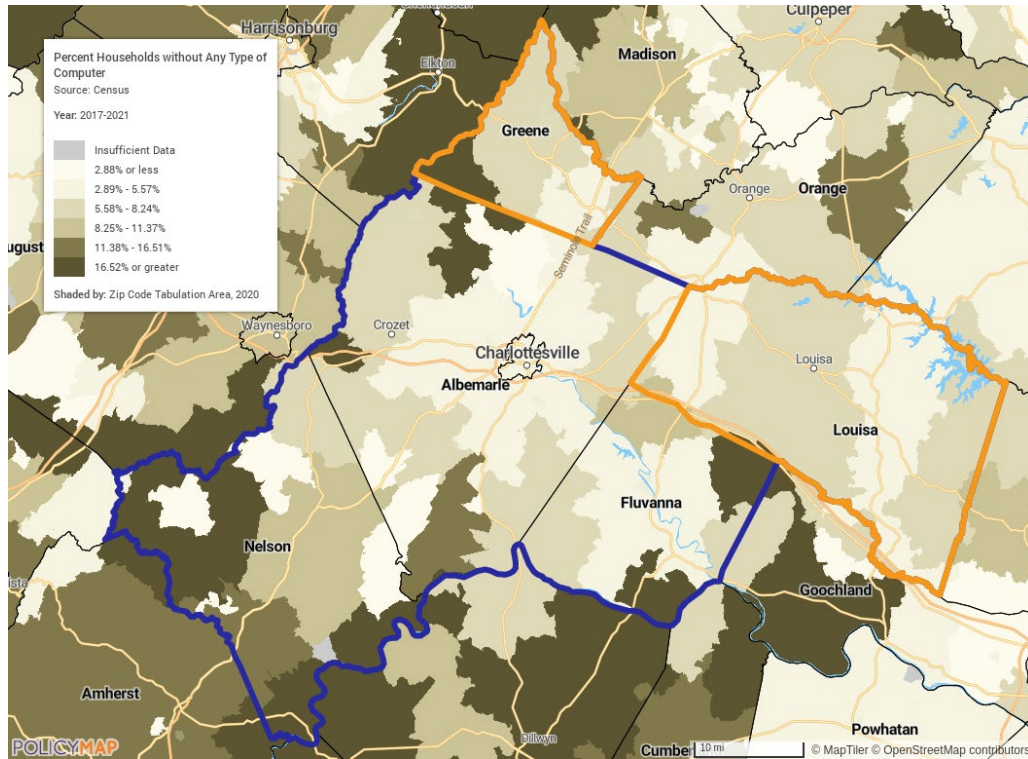 Harrisonburg
Culpeper
Percent Households without Any Type of
Computer
Source: Census
Year: 2017-2021
Insufficient Data
2.88% or less
2.89% - 5.57%
5.58% - 8.24%
8.25% - 11.37%
11.38% - 16.51%
16.52% or greater
Shaded by: Zip Code Tabulation Area, 2020
Elkton
Madison
Greene
Orange
Orange
August
Seminole Trail
Waynesboro
Crozet
Charlottesville
Albemarle
Louisa
Louisa
Fluvanna
Nelson
ista
Goochland
Amherst
Powhatan
Dillwyn
Cumber
POLICYMAP
10 mi
© MapTiler © OpenStreetMap contributors